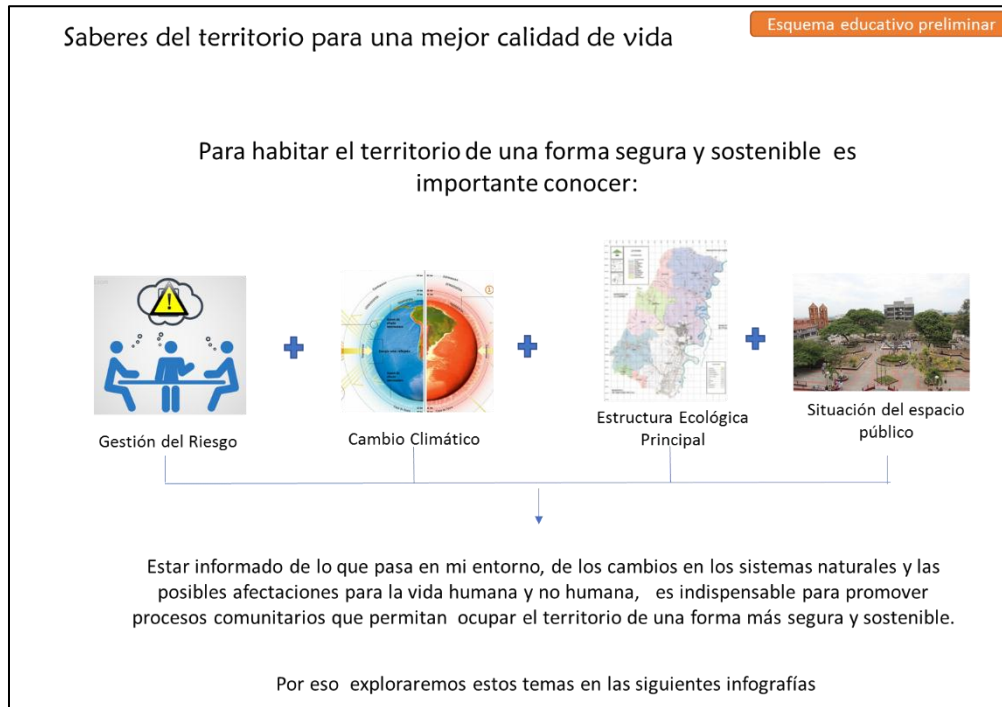 Saberes del territorio para una mejor calidad de vida
Esquema educativo preliminar
Para habitar el territorio de una forma segura y sostenible es
importante conocer:
Gestión del Riesgo
Cambio Climático
Estructura Ecológica
Principal
Situación del espacio
público
Estar informado de lo que pasa en mi entorno, de los cambios en los sistemas naturales y las
posibles afectaciones para la vida humana y no humana, es indispensable para promover
procesos comunitarios que permitan ocupar el territorio de una forma más segura y sostenible.
Por eso exploraremos estos temas en las siguientes infografías